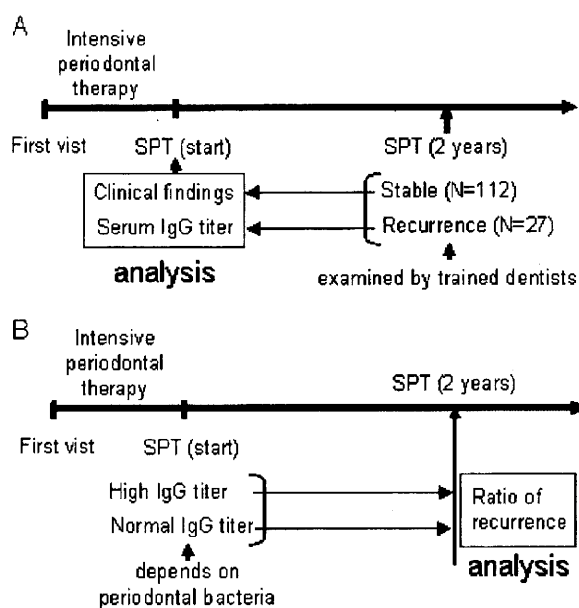 A
Intensive
periodontal
therapy
First vist
SPT (start)
SPT (2 years)
Clinical findings
Serum IgG titer
Stable (N=112)
Recurrence (N=27)
analysis
examined by trained dentists
B
Intensive
periodontal
therapy
SPT (2 years)
First vist
SPT (start)
High IgG titer
Normal IgG titer
Ratio of
recurrence
analysis
depends on
periodontal bacteria